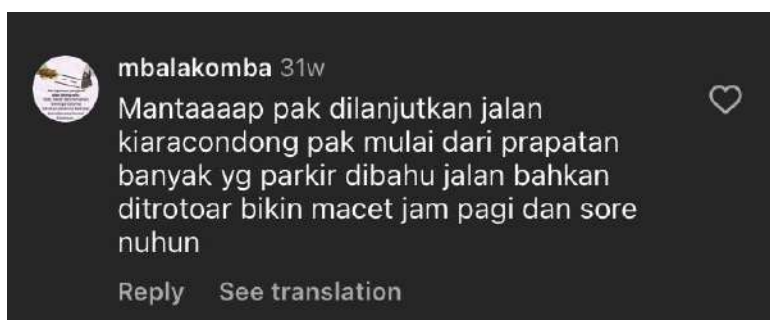 mbalakomba 31w
Mantaaaap pak dilanjutkan jalan
kiaracondong pak mulai dari prapatan
banyak yg parkir dibahu jalan bahkan
ditrotoar bikin macet jam pagi dan sore
nuhun
Reply See translation